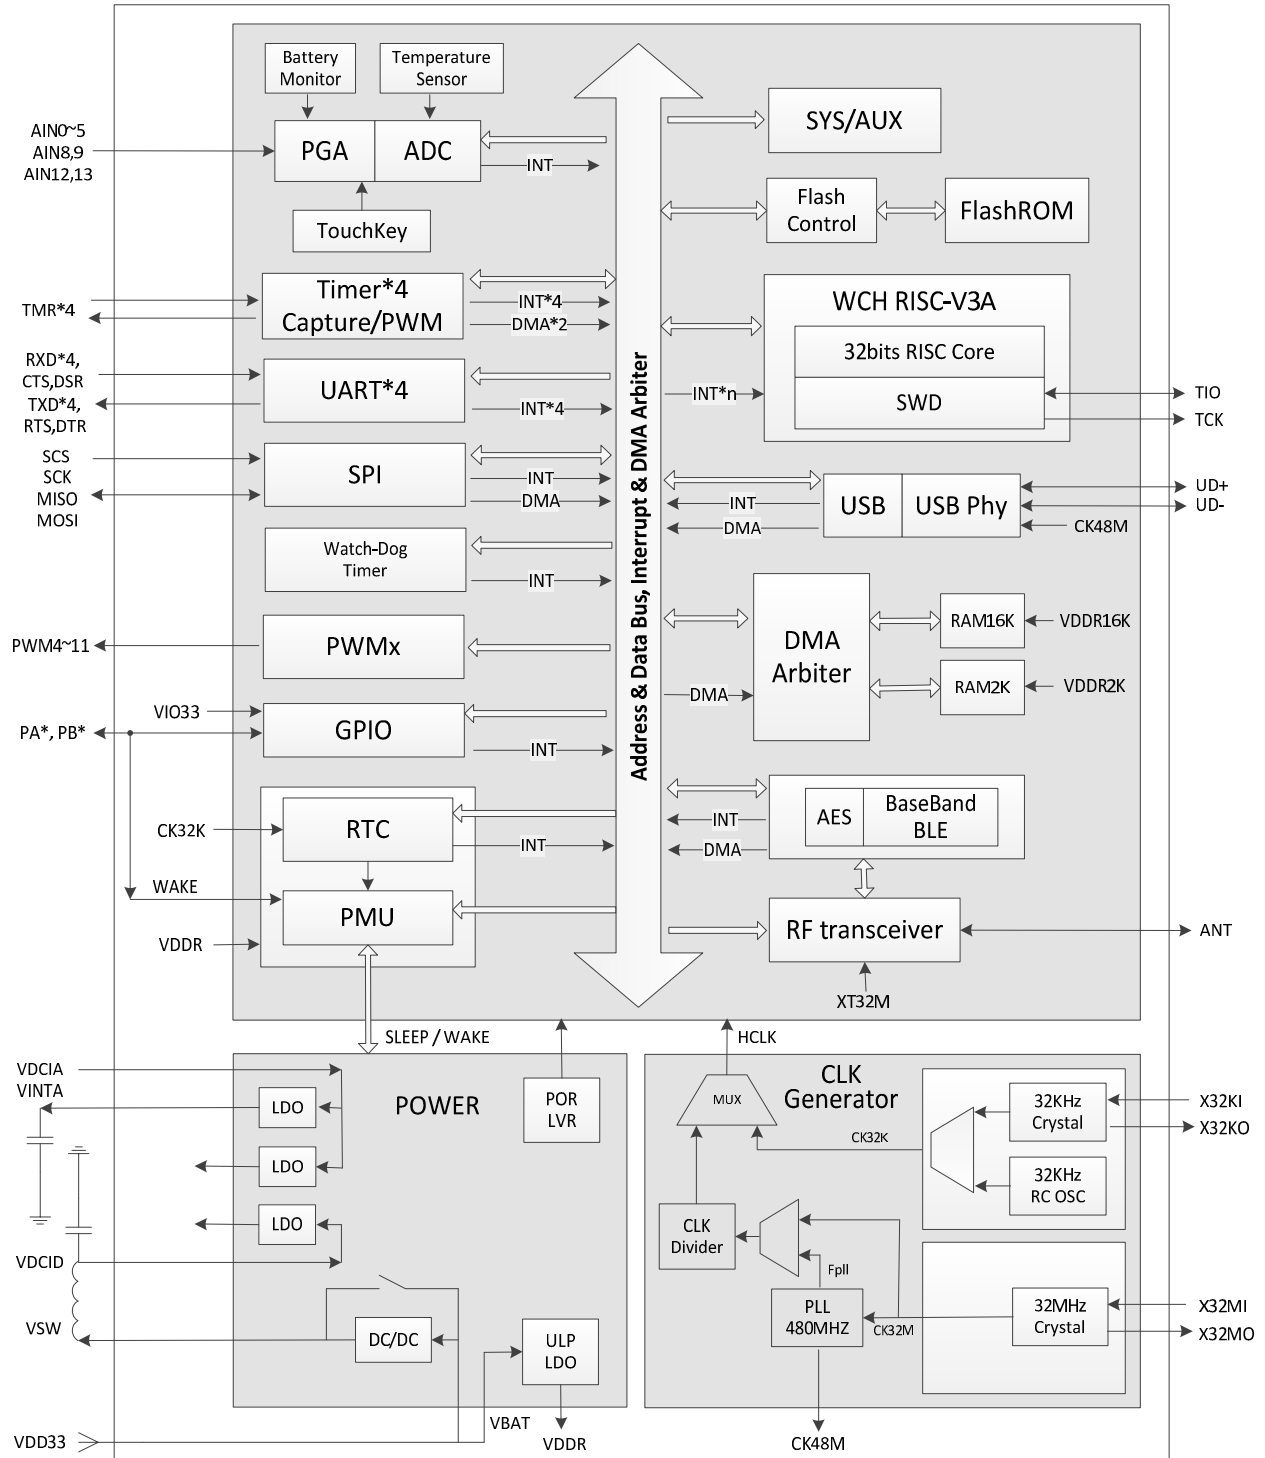 Battery
Monitor
Temperature
Sensor
AIN0~5
AIN8,9
AIN12,13
PGA
ADC
INT
TouchKey
SYS/AUX
Flash
Control
FlashROM
TMR*4
Timer*4
Capture/PWM
INT*4
DMA*2
WCH RISC-V3A
32bits RISC Core
SWD
INT*n
TIO
TCK
RXD*4,
CTS,DSR
TXD*4,
RTS,DTR
UART*4
INT*4
SCS
SCK
MISO
MOSI
SPI
INT
DMA
Address & Data Bus, Interrupt & DMA Arbiter
INT
DMA
USB
USB Phy
UD+
UD-
CK48M
Watch-Dog
Timer
INT
PWM4~11
PWMx
DMA
DMA
Arbiter
RAM16K
VDDR16K
RAM2K
VDDR2K
VIO33
PA*, PB*
GPIO
INT
CK32K
RTC
INT
WAKE
PMU
VDDR
INT
DMA
AES
BaseBand
BLE
RF transceiver
ANT
XT32M
SLEEP / WAKE
HCLK
VDCIA
VINTA
LDO
LDO
LDO
POWER
POR
LVR
VDCID
VSW
DC/DC
ULP
LDO
VBAT
VDD33
VDDR
CLK
Generator
MUX
CK32K
32KHz
Crystal
X32KI
X32KO
32KHz
RC OSC
CLK
Divider
Fpll
PLL
480MHZ
CK32M
32MHz
Crystal
X32MI
X32MO
CK48M